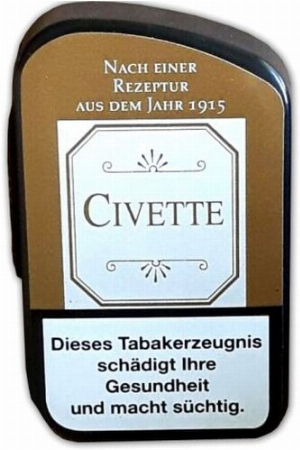 NACH EINER
REZEPTUR
AUS DEM JAHR 1915
CIVETTE
Dieses Tabakerzeugnis
schädigt Ihre
Gesundheit
und macht süchtig.